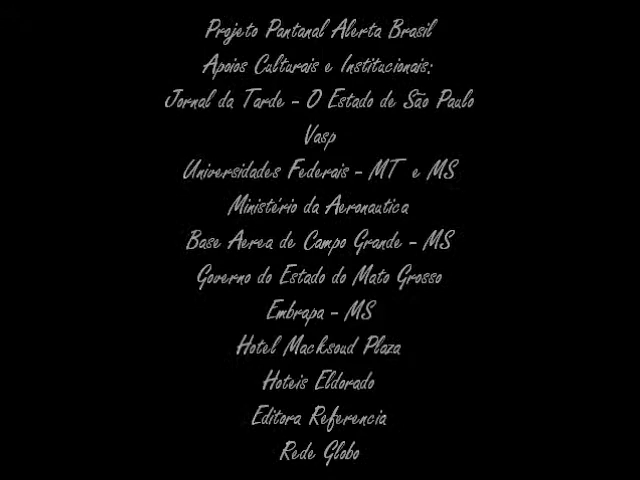 Projeto Pantanal Alerta Brasil
Apoios Culturais e Institucionais:
Jornal da Tarde - O Estado de São Paulo
Vasp
Universidades Federais - MT e MS
Ministério da Aeronautica
Base Aerea de Campo Grande - MS
Governo do Estado do Mato Grosso
Embrapa - MS
Hotel Macksoud Plaza
Hoteis Eldorado
Editora Referencia
Rede Globo